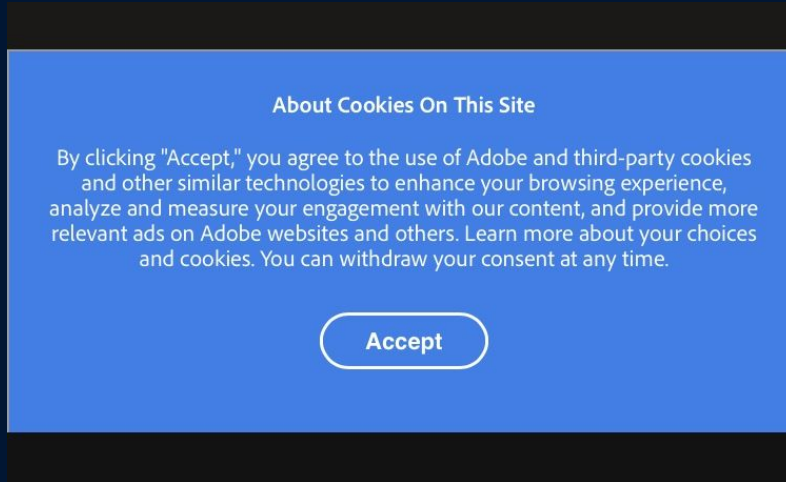 About Cookies On This Site
By clicking "Accept," you agree to the use of Adobe and third-party cookies
and other similar technologies to enhance your browsing experience,
analyze and measure your engagement with our content, and provide more
relevant ads on Adobe websites and others. Learn more about your choices
and cookies. You can withdraw your consent at any time.
Accept